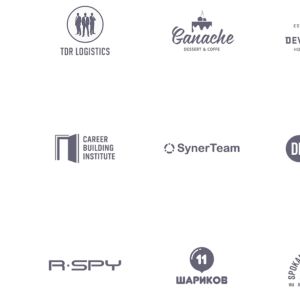 TDR LOGISTICS
Ganache
DESSERT & COFFE
CAREER
BUILDING
INSTITUTE
SynerTeam
R·SPY
11
ШАРИКОВ